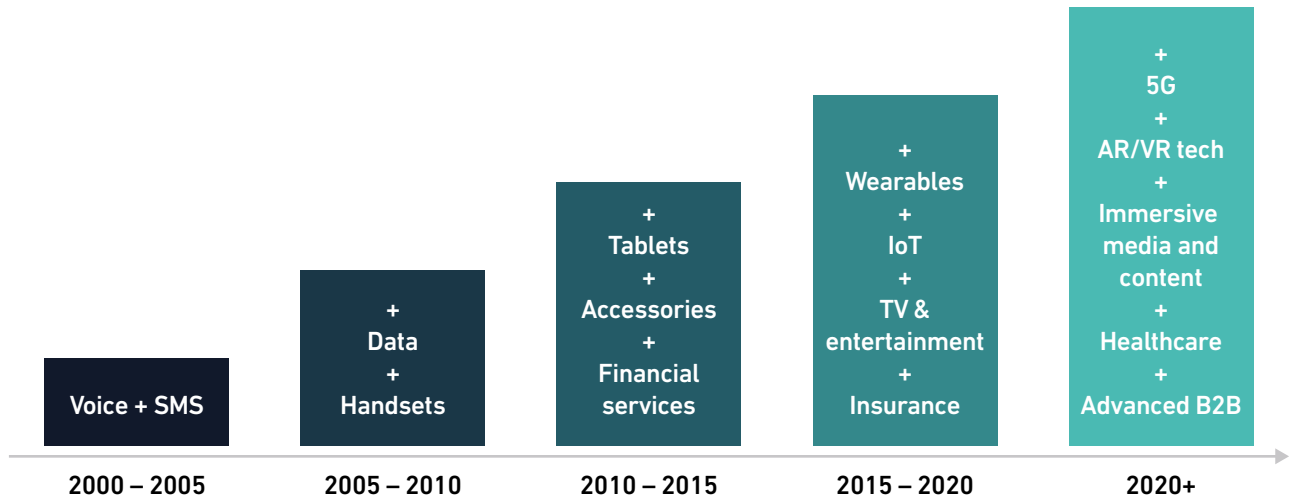 Voice + SMS
+
Data
+
Handsets
+
Tablets
+
Accessories
+
Financial
services
+
Wearables
+
IoT
+
TV &
entertainment
+
Insurance
+
5G
+
AR/VR tech
+
Immersive
media and
content
+
Healthcare
+
Advanced B2B
2000 – 2005
2005 – 2010
2010 – 2015
2015 – 2020
2020+